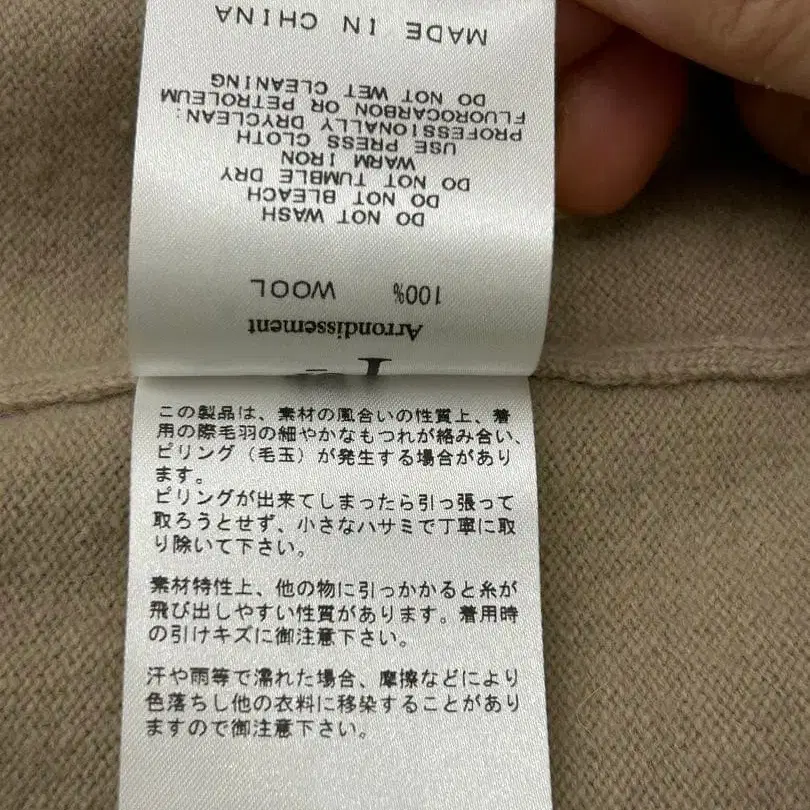 Arrondissement
100% WOOL
DO NOT WASH
DO NOT BLEACH
DO NOT TUMBLE DRY
WARM IRON
USE PRESS CLOTH
PROFESSIONALLY DRYCLEAN:
FLUOROCARBON OR PETROLEUM
DO NOT WET CLEANING
MADE IN CHINA
この製品は、素材の風合いの性質上、着
用の際毛羽の細やかなもつれが絡み合い、
ピリング（毛玉）が発生する場合があり
ます。
ピリングが出来てしまったら引っ張って
取ろうとせず、小さなハサミで丁寧に取
り除いて下さい。
素材特性上、他の物に引っかかると糸が
飛び出しやすい性質があります。着用時
の引けキズに御注意下さい。
汗や雨等で濡れた場合、摩擦などにより
色落ちし他の衣料に移染することがあり
ますので御注意下さい。